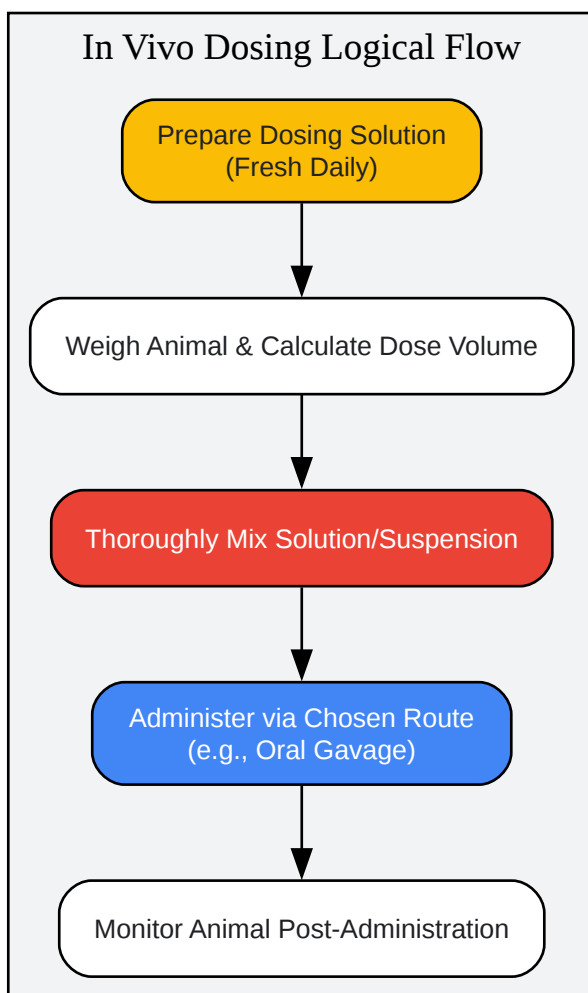 In Vivo Dosing Logical Flow
Prepare Dosing Solution
(Fresh Daily)
Weigh Animal & Calculate Dose Volume
Thoroughly Mix Solution/Suspension
Administer via Chosen Route
(e.g., Oral Gavage)
Monitor Animal Post-Administration